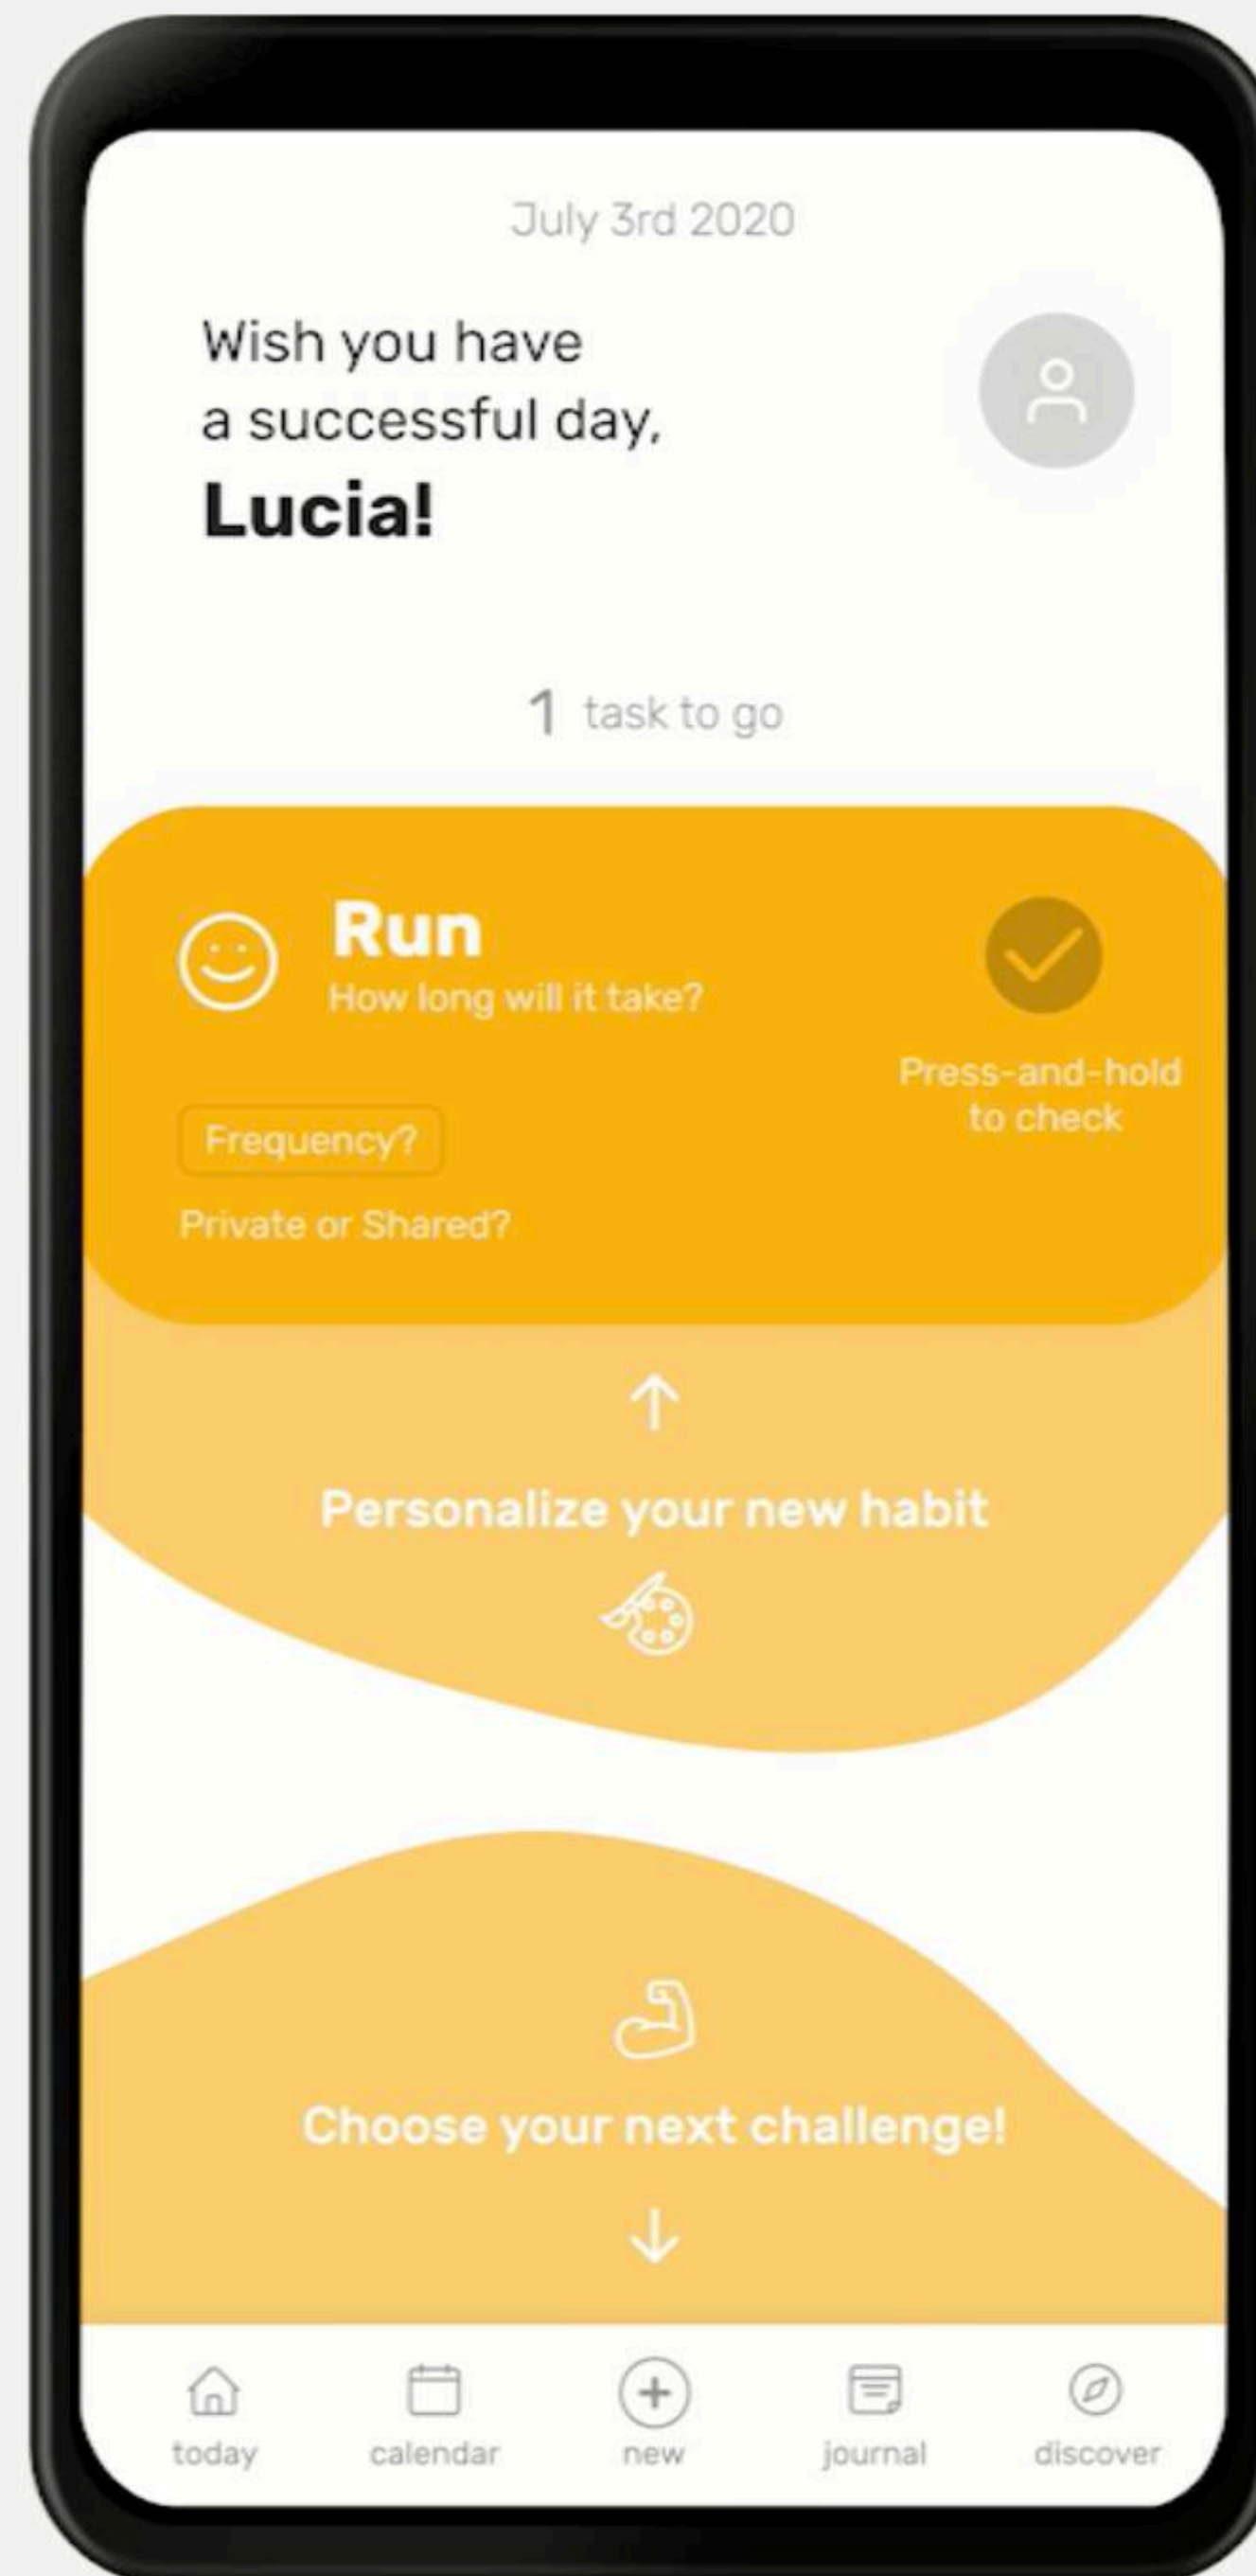 July 3rd 2020
Wish you have
a successful day,
Lucia!
1 task to go
Run
How long will it take?
Press-and-hold
to check
Frequency?
Private or Shared?
Personalize your new habit
Choose your next challenge!
today
calendar
new
journal
discover